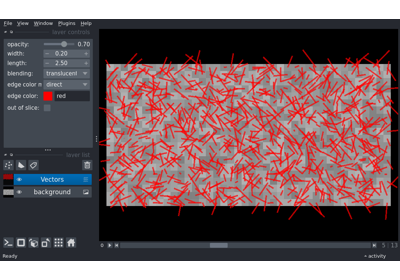 File View Window Plugins Help
layer controls
opacity: 0.70
width: 0.20
length: 2.50
blending: translucent
edge color m direct
edge color: red
out of slice:
layer list
Vectors
background
0 5 13
Ready activity